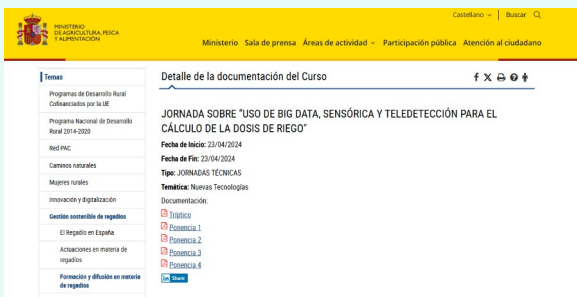 Castellano
Buscar
MINISTERIO
DE AGRICULTURA, PESCA
Y ALIMENTACIÓN
Ministerio Sala de prensa Áreas de actividad Participación pública Atención al ciudadano
Temas
Programas de Desarrollo Rural
Cofinanciados por la UE
Programa Nacional de Desarrollo
Rural 2014-2020
Red PAC
Caminos naturales
Mujeres rurales
Innovación y digitalización
Gestión sostenible de regadíos
El Regadío en España
Actuaciones en materia de
regadíos
Formación y difusión en materia
de regadíos
Detalle de la documentación del Curso
JORNADA SOBRE "USO DE BIG DATA, SENSÓRICA Y TELEDETECCIÓN PARA EL
CÁLCULO DE LA DOSIS DE RIEGO"
Fecha de Inicio: 23/04/2024
Fecha de Fin: 23/04/2024
Tipo: JORNADAS TÉCNICAS
Temática: Nuevas Tecnologías
Documentación:
Tríptico
Ponencia 1
Ponencia 2
Ponencia 3
Ponencia 4
in Share